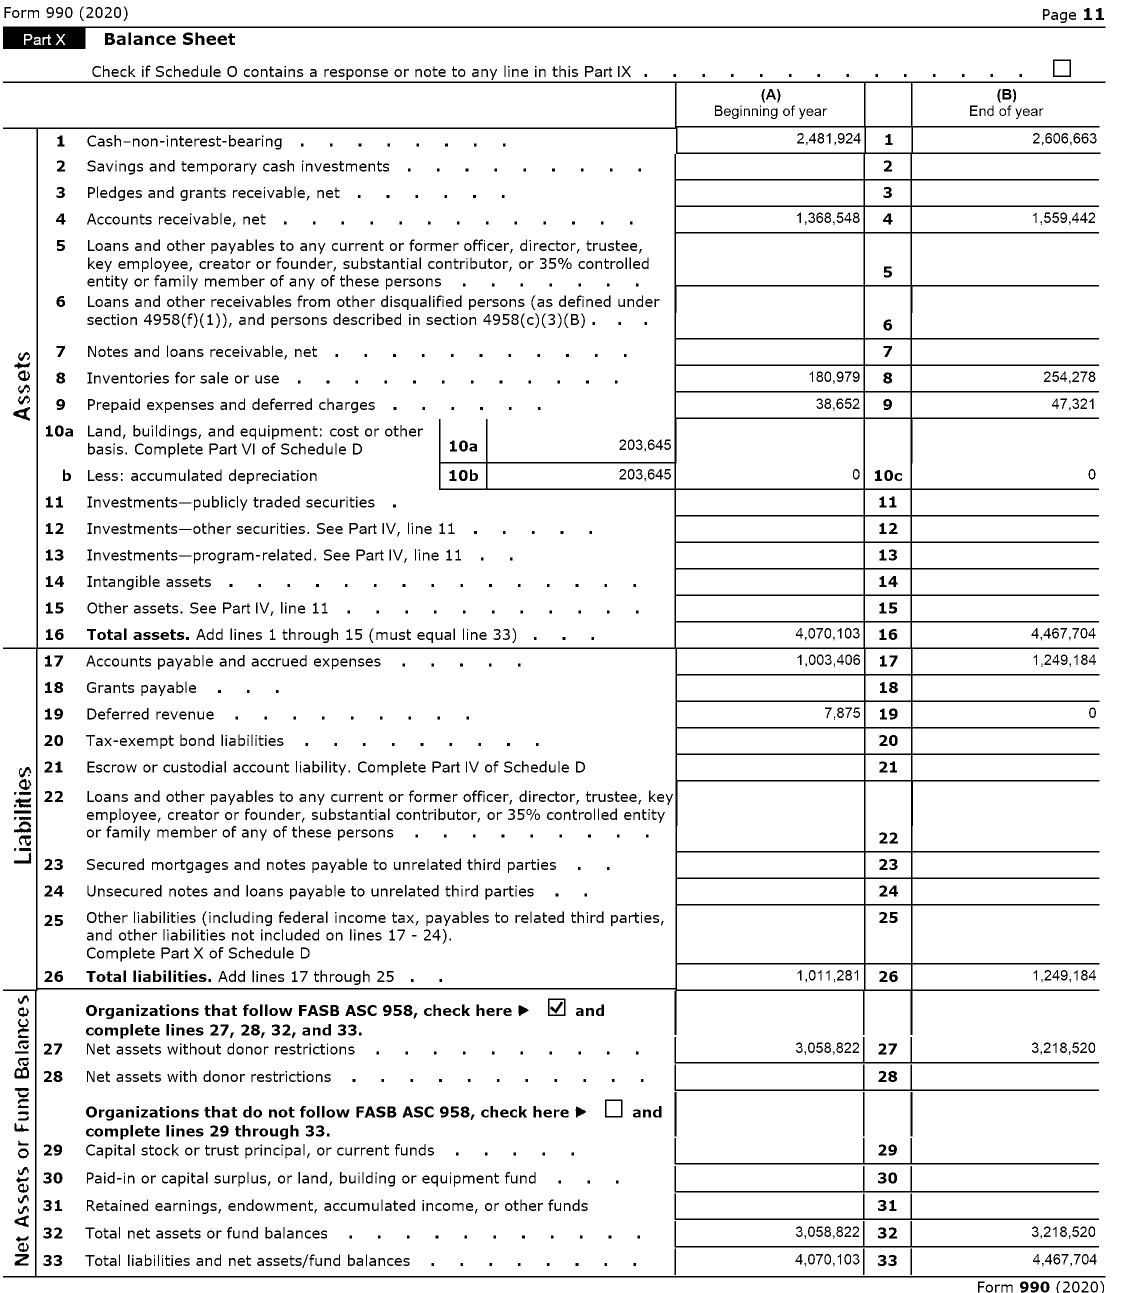 Form 990 (2020) Page 11
Part X Balance Sheet
Check if Schedule O contains a response or note to any line in this Part IX . . . . . . . . . . . . . .
(A) (B)
Beginning of year End of year
1 Cash–non-interest-bearing . . . . . . . . 2,481,924 1 2,606,663
2 Savings and temporary cash investments . . . . . . . . . 2
3 Pledges and grants receivable, net . . . . . . 3
4 Accounts receivable, net . . . . . . . . . . . . . 1,368,548 4 1,559,442
5 Loans and other payables to any current or former officer, director, trustee,
key employee, creator or founder, substantial contributor, or 35% controlled
entity or family member of any of these persons . . . . . . . 5
6 Loans and other receivables from other disqualified persons (as defined under
section 4958(f)(1)), and persons described in section 4958(c)(3)(B) . . . 6
7 Notes and loans receivable, net . . . . . . . . . . . 7
8 Inventories for sale or use . . . . . . . . . . . . 180,979 8 254,278
9 Prepaid expenses and deferred charges . . . . . . 38,652 9 47,321
10a Land, buildings, and equipment: cost or other
basis. Complete Part VI of Schedule D 10a 203,645
b Less: accumulated depreciation 10b 203,645 0 10c 0
11 Investments—publicly traded securities . 11
12 Investments—other securities. See Part IV, line 11 . . . . . 12
13 Investments—program-related. See Part IV, line 11 . . 13
14 Intangible assets . . . . . . . . . . . . . . . 14
15 Other assets. See Part IV, line 11 . . . . . . . . . . . 15
16 Total assets. Add lines 1 through 15 (must equal line 33) . . . 4,070,103 16 4,467,704
Assets
17 Accounts payable and accrued expenses . . . . . 1,003,406 17 1,249,184
18 Grants payable . . . 18
19 Deferred revenue . . . . . . . . . 7,875 19 0
20 Tax-exempt bond liabilities . . . . . . . . . 20
21 Escrow or custodial account liability. Complete Part IV of Schedule D 21
22 Loans and other payables to any current or former officer, director, trustee, key
employee, creator or founder, substantial contributor, or 35% controlled entity
or family member of any of these persons . . . . . . . . . 22
23 Secured mortgages and notes payable to unrelated third parties . . 23
24 Unsecured notes and loans payable to unrelated third parties . . 24
25 Other liabilities (including federal income tax, payables to related third parties, 25
and other liabilities not included on lines 17 - 24).
Complete Part X of Schedule D
26 Total liabilities. Add lines 17 through 25 . . 1,011,281 26 1,249,184
Liabilities
Organizations that follow FASB ASC 958, check here ► ☑ and
complete lines 27, 28, 32, and 33.
27 Net assets without donor restrictions . . . . . . . . . . 3,058,822 27 3,218,520
28 Net assets with donor restrictions . . . . . . . . . . . 28
Organizations that do not follow FASB ASC 958, check here ► ☐ and
complete lines 29 through 33.
29 Capital stock or trust principal, or current funds . . . . . 29
30 Paid-in or capital surplus, or land, building or equipment fund . . . 30
31 Retained earnings, endowment, accumulated income, or other funds 31
32 Total net assets or fund balances . . . . . . . . . . . 3,058,822 32 3,218,520
33 Total liabilities and net assets/fund balances . . . . . . . . 4,070,103 33 4,467,704
Net Assets or Fund Balances
Form 990 (2020)